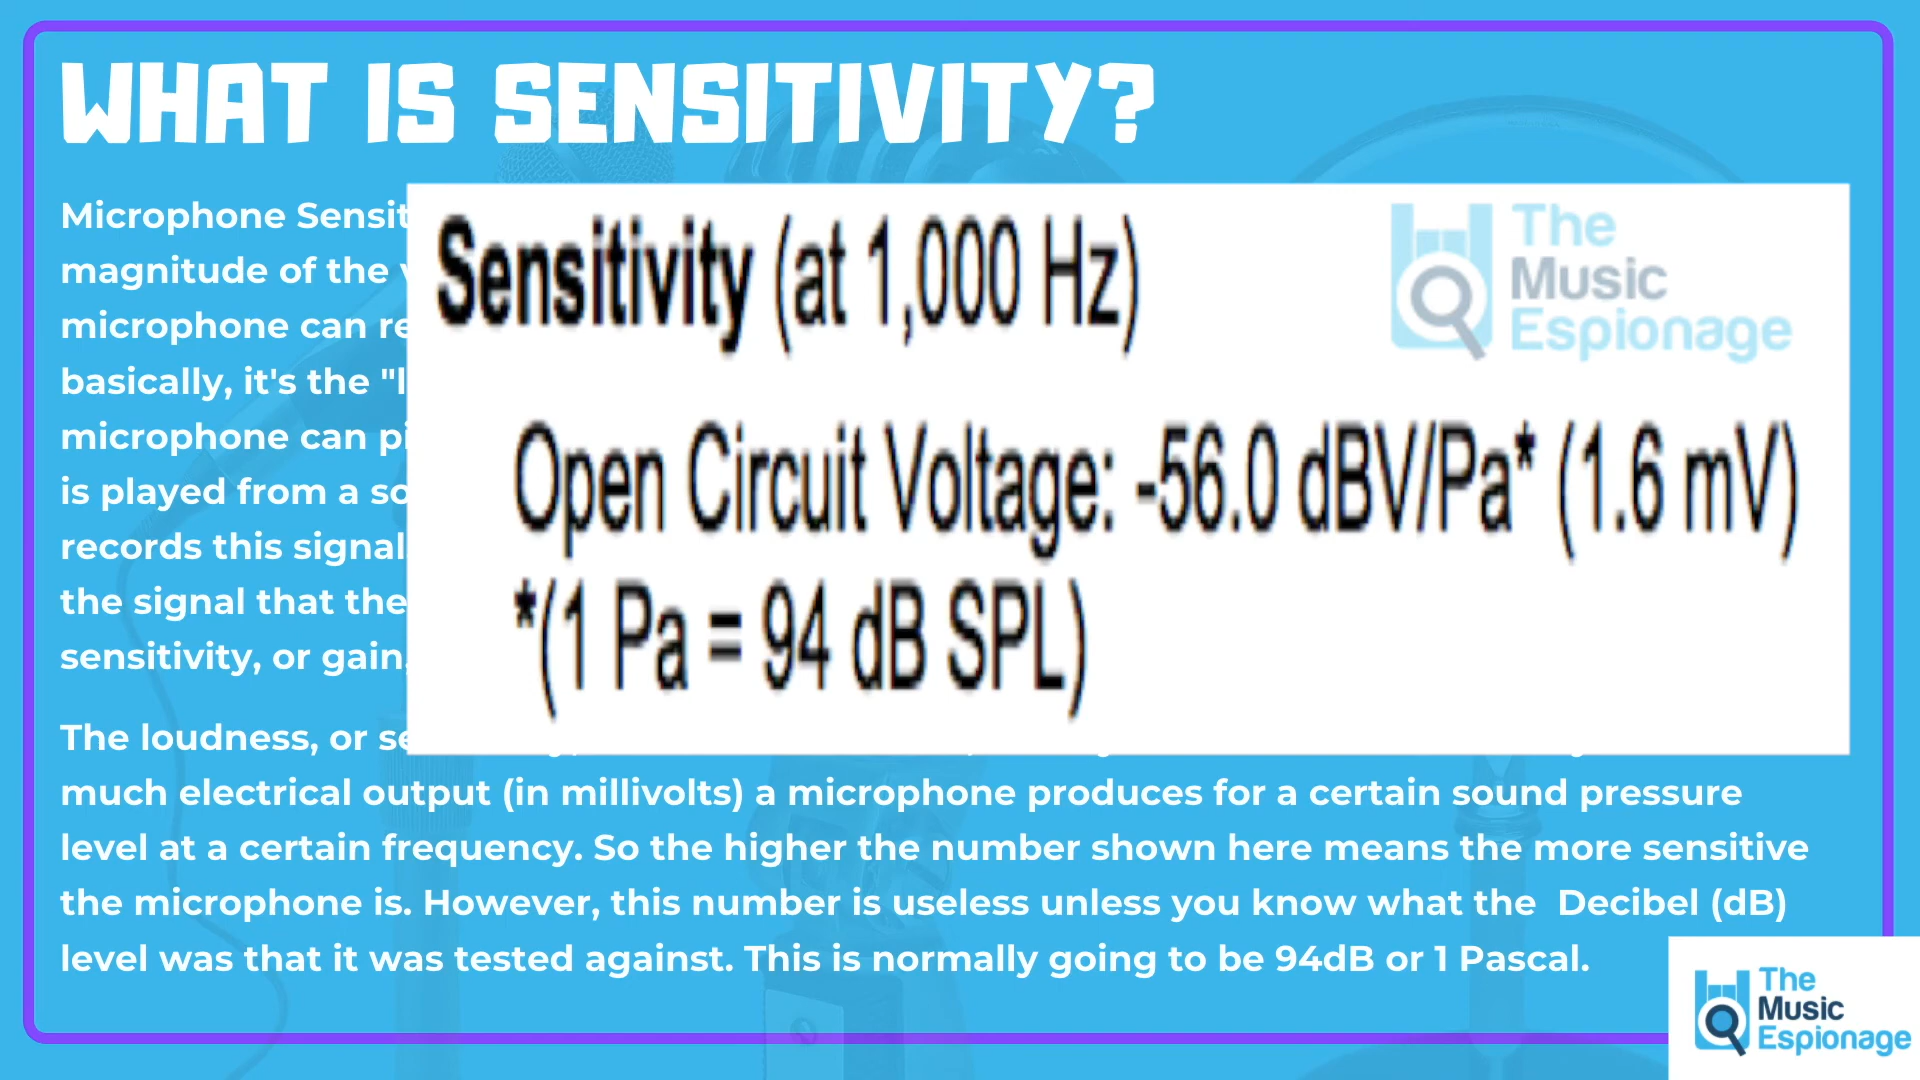 WHAT IS SENSITIVITY?
Microphone
magnitude of the
microphone can
basically, it's the
microphone can
is played from a
records this signal
the signal that the
sensitivity, or gain
Sensitivity (at 1,000 Hz)
The
Music
Espionage
Open Circuit Voltage: -56.0 dBV/Pa* (1.6 mV)
*(1 Pa = 94 dB SPL)
The loudness, or
much electrical output (in millivolts) a microphone produces for a certain sound pressure
level at a certain frequency. So the higher the number shown here means the more sensitive
the microphone is. However, this number is useless unless you know what the Decibel (dB)
level was that it was tested against. This is normally going to be 94dB or 1 Pascal.
The
Music
Espionage